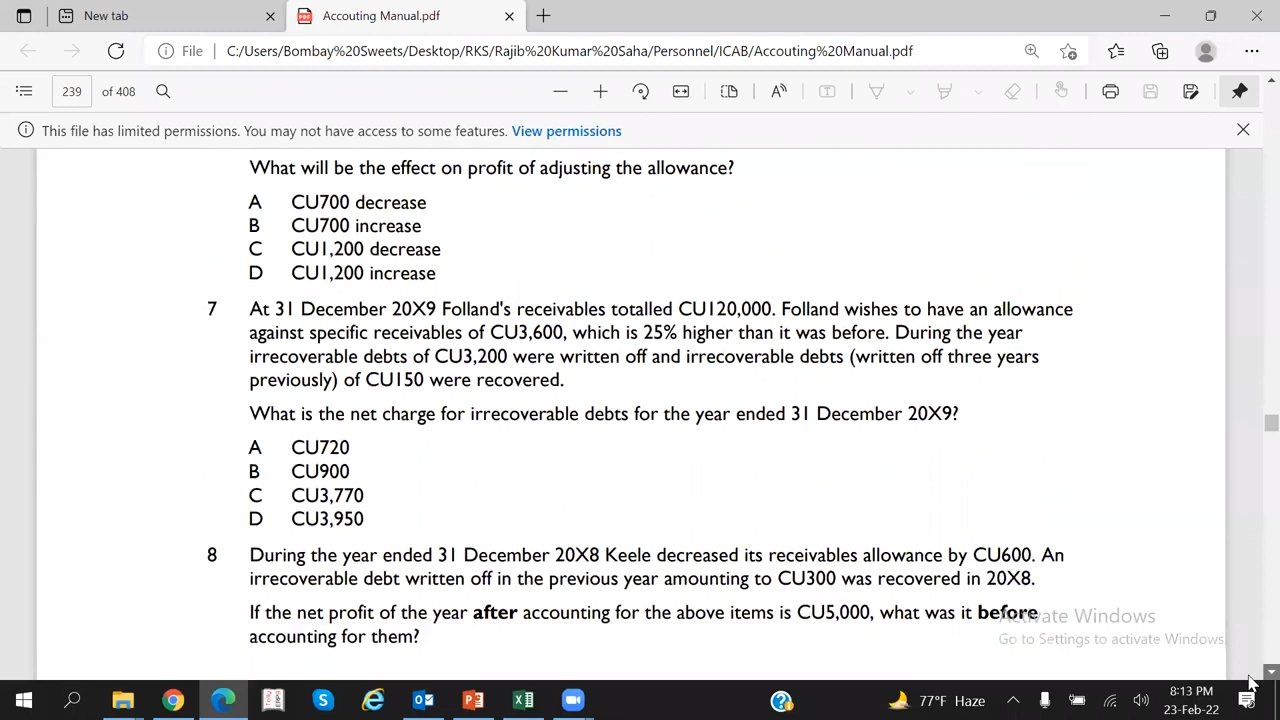 New tab
Accouting Manual.pdf
File
C:/Users/Bombay%20Sweets/Desktop/RKS/Rajib%20Kumar%20Saha/Personnel/ICAB/Accouting%20Manual.pdf
239 of 408
This file has limited permissions. You may not have access to some features. View permissions
What will be the effect on profit of adjusting the allowance?
A CU700 decrease
B CU700 increase
C CU1,200 decrease
D CU1,200 increase
7 At 31 December 20X9 Folland's receivables totalled CU120,000. Folland wishes to have an allowance
against specific receivables of CU3,600, which is 25% higher than it was before. During the year
irrecoverable debts of CU3,200 were written off and irrecoverable debts (written off three years
previously) of CU150 were recovered.
What is the net charge for irrecoverable debts for the year ended 31 December 20X9?
A CU720
B CU900
C CU3,770
D CU3,950
8 During the year ended 31 December 20X8 Keele decreased its receivables allowance by CU600. An
irrecoverable debt written off in the previous year amounting to CU300 was recovered in 20X8.
If the net profit of the year after accounting for the above items is CU5,000, what was it before
accounting for them?
Activate Windows
Go to Settings to activate Windows.
77°F Haze
8:13 PM
23-Feb-22